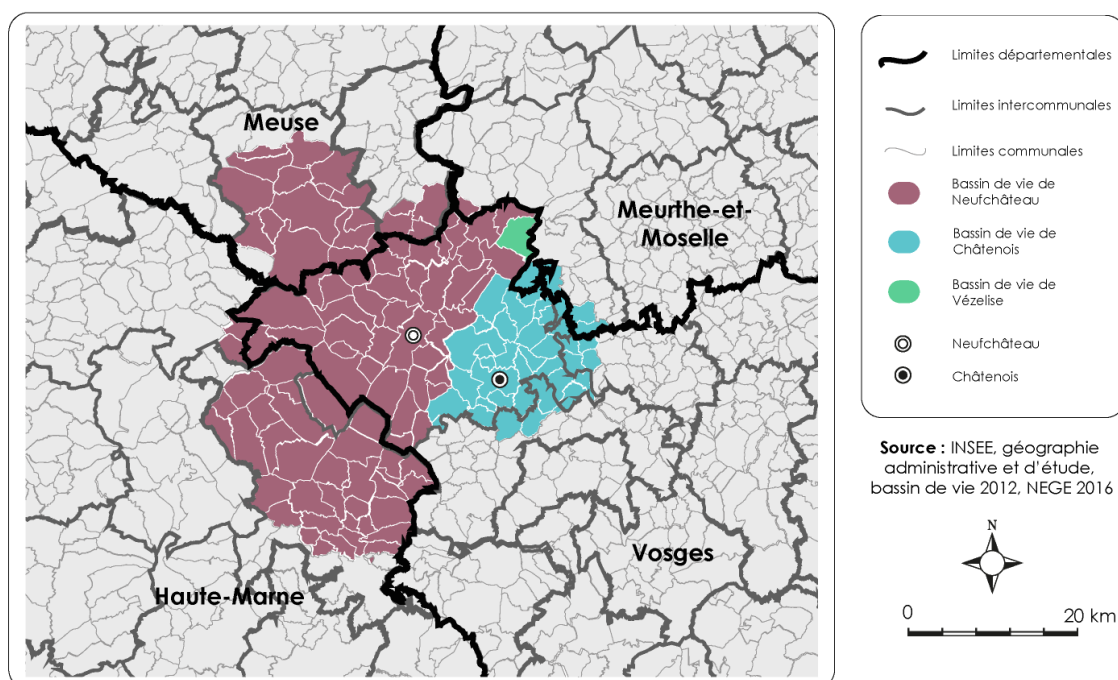 Meuse
Meurthe-et-
Moselle
Vosges
Haute-Marne
Limites départementales
Limites intercommunales
Limites communales
Bassin de vie de
Neufchâteau
Bassin de vie de
Châtenois
Bassin de vie de
Vézelise
Neufchâteau
Châtenois
Source : INSEE, géographie
administrative et d'étude,
bassin de vie 2012, NEGE 2016
N
0
20 km